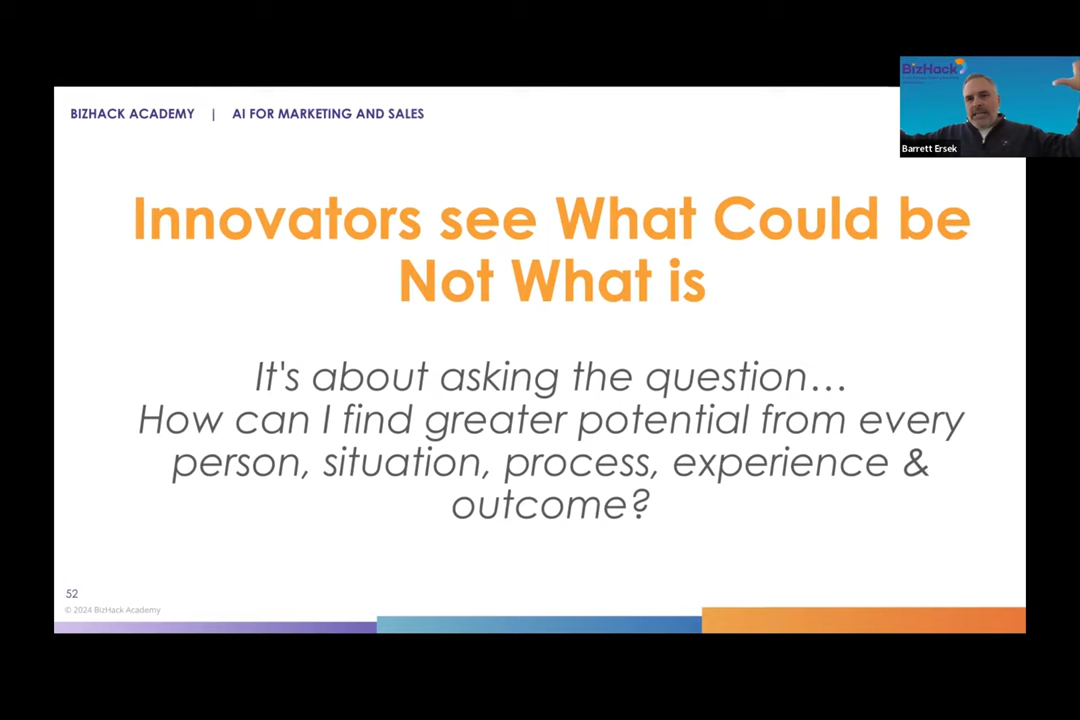 BIZHACK ACADEMY | AI FOR MARKETING AND SALES
BizHack
Barrett Ersek
Innovators see What Could be
Not What is
It's about asking the question…
How can I find greater potential from every
person, situation, process, experience &
outcome?
52
© 2024 BizHack Academy